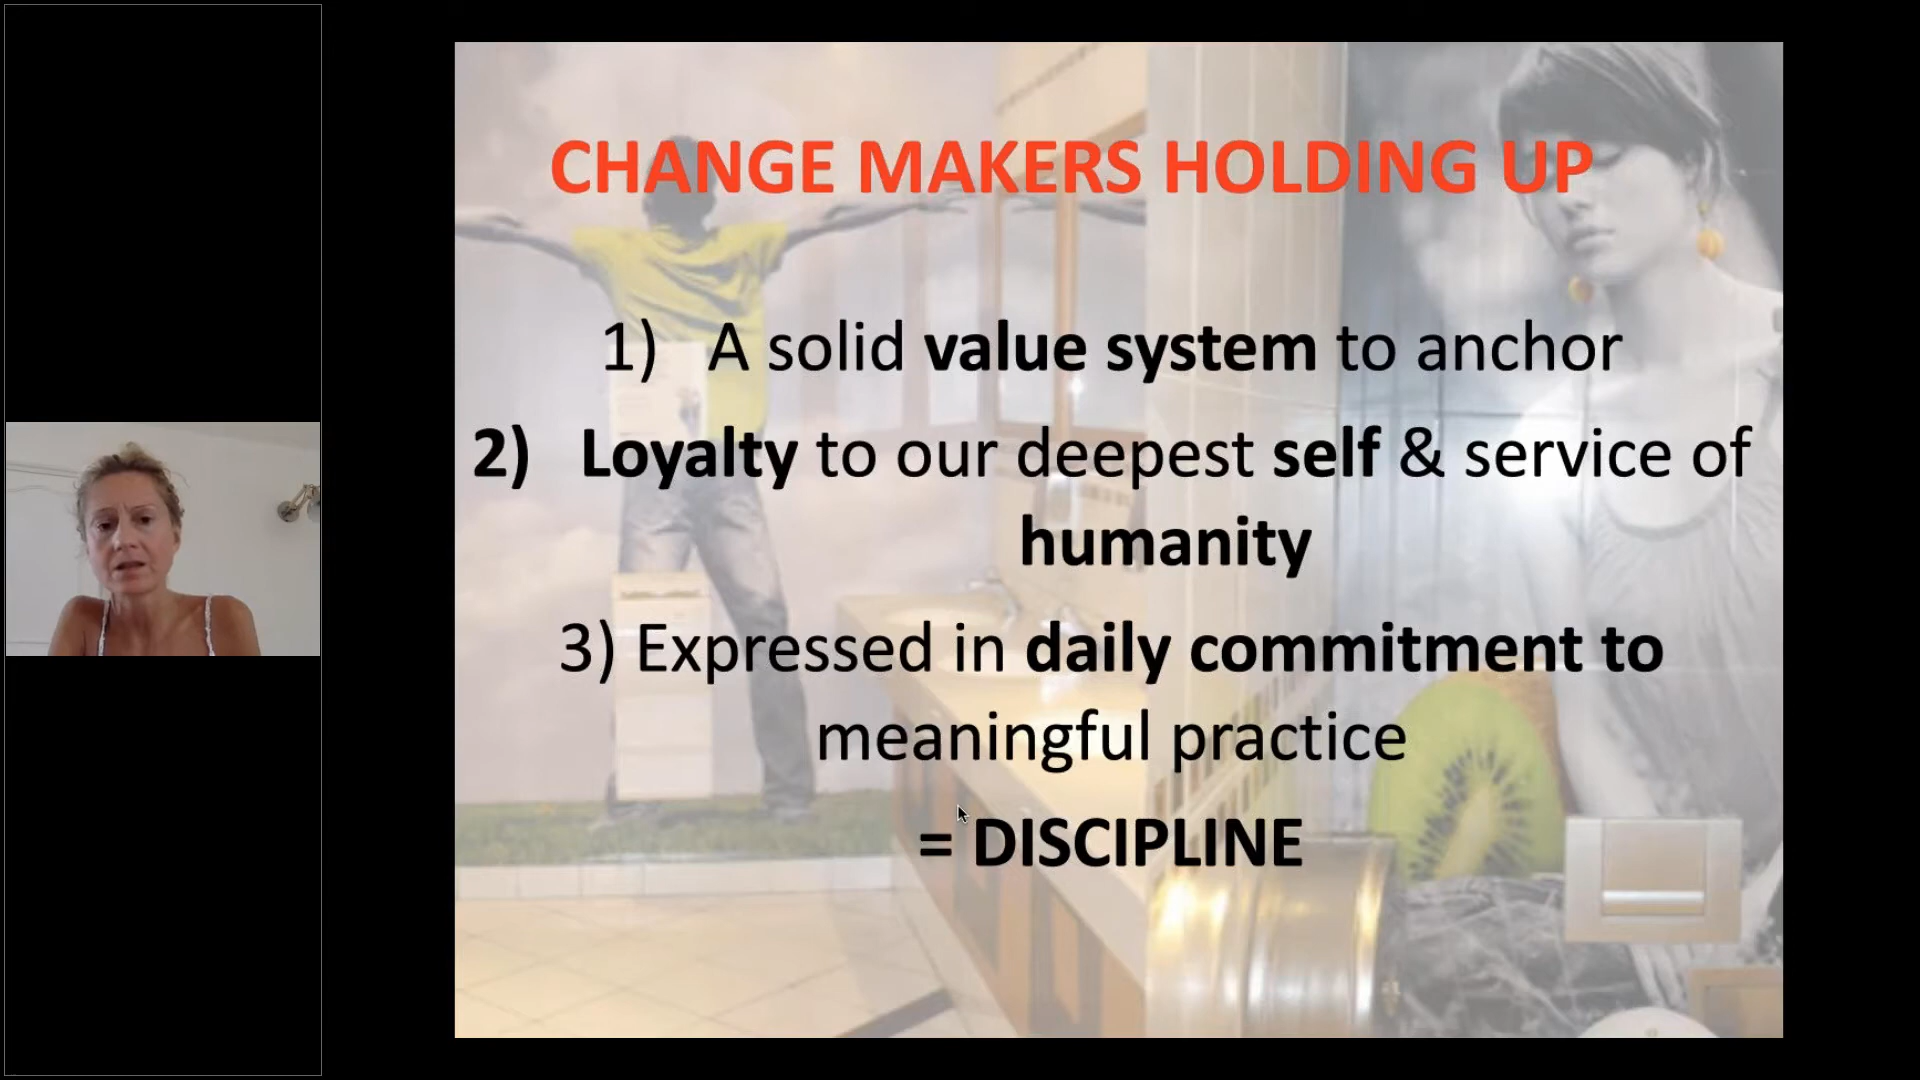 CHANGE MAKERS HOLDING UP
1) A solid value system to anchor
2) Loyalty to our deepest self & service of
humanity
3) Expressed in daily commitment to
meaningful practice
= DISCIPLINE